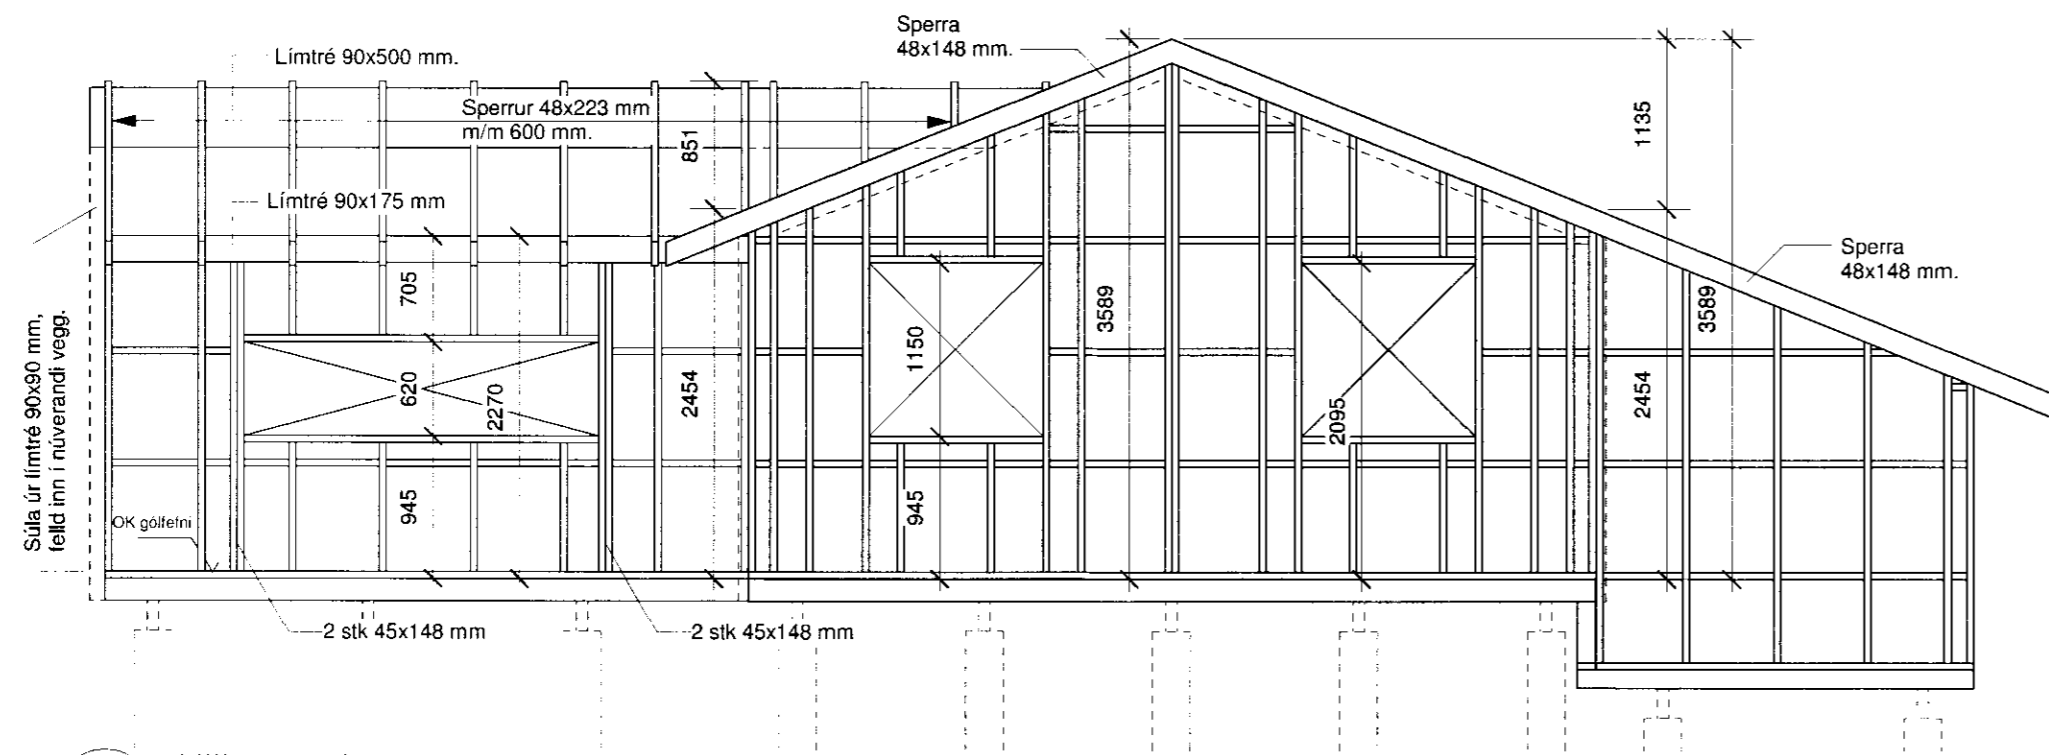 Límtré 90x500 mm.
Sperra
48x148 mm.
Sperrur 48x223 mm
m/m 600 mm.
851
1135
Límtré 90x175 mm
Sperra
48x148 mm.
705
3589
3589
Súla úr límtré 90x90 mm,
felld inn í núverandi vegg.
1150
620
2270
2454
2095
2454
945
945
OK gólfefni
2 stk 45x148 mm
2 stk 45x148 mm